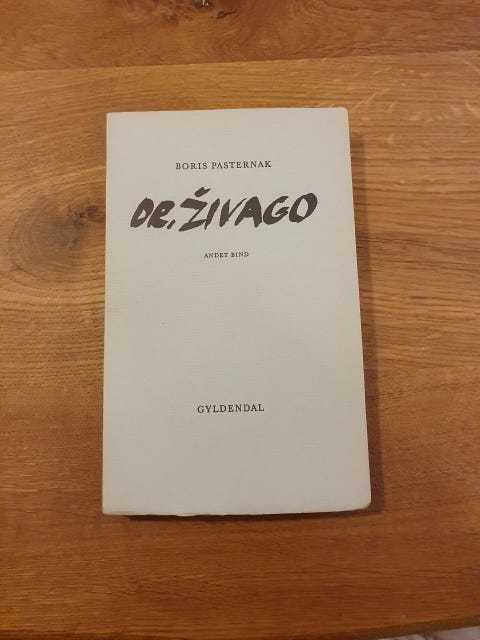 BORIS PASTERNAK
DR. ŽIVAGO
ANDET BIND
GYLDENDAL